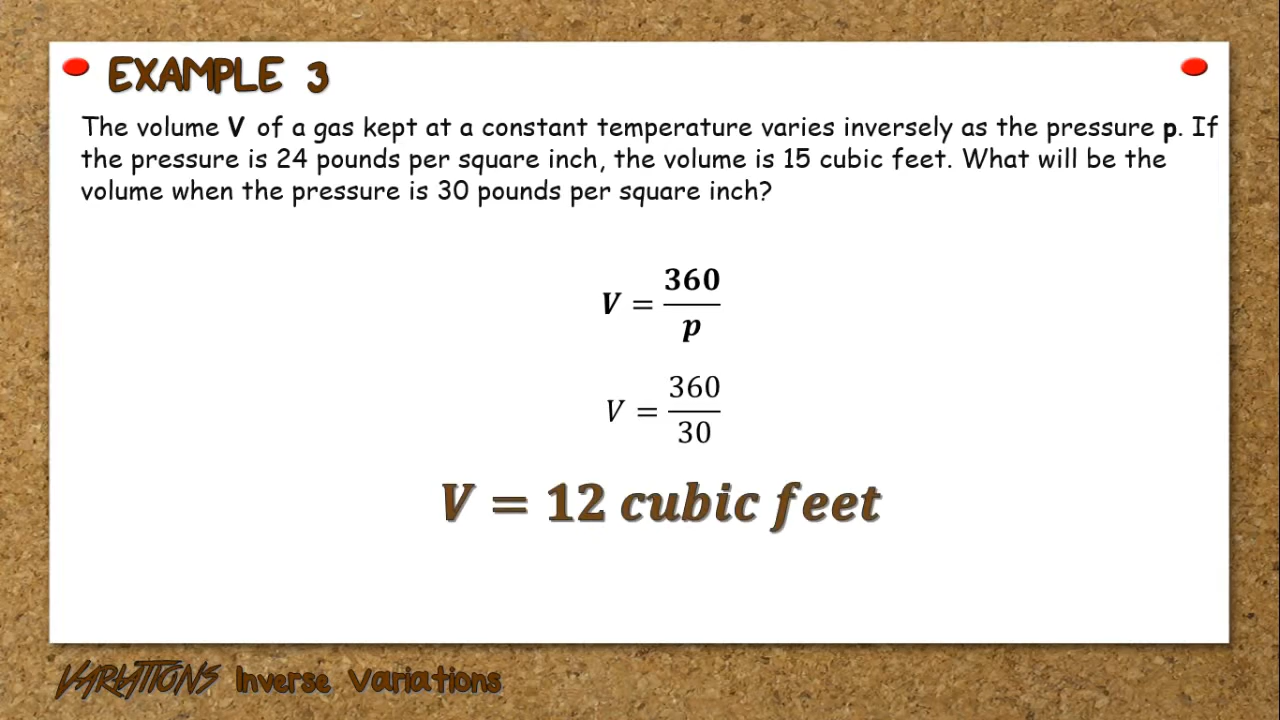 EXAMPLE 3
The volume V of a gas kept at a constant temperature varies inversely as the pressure p. If
the pressure is 24 pounds per square inch, the volume is 15 cubic feet. What will be the
volume when the pressure is 30 pounds per square inch?
V = 360/p
V = 360/30
V = 12 cubic feet
VARIATIONS Inverse Variations